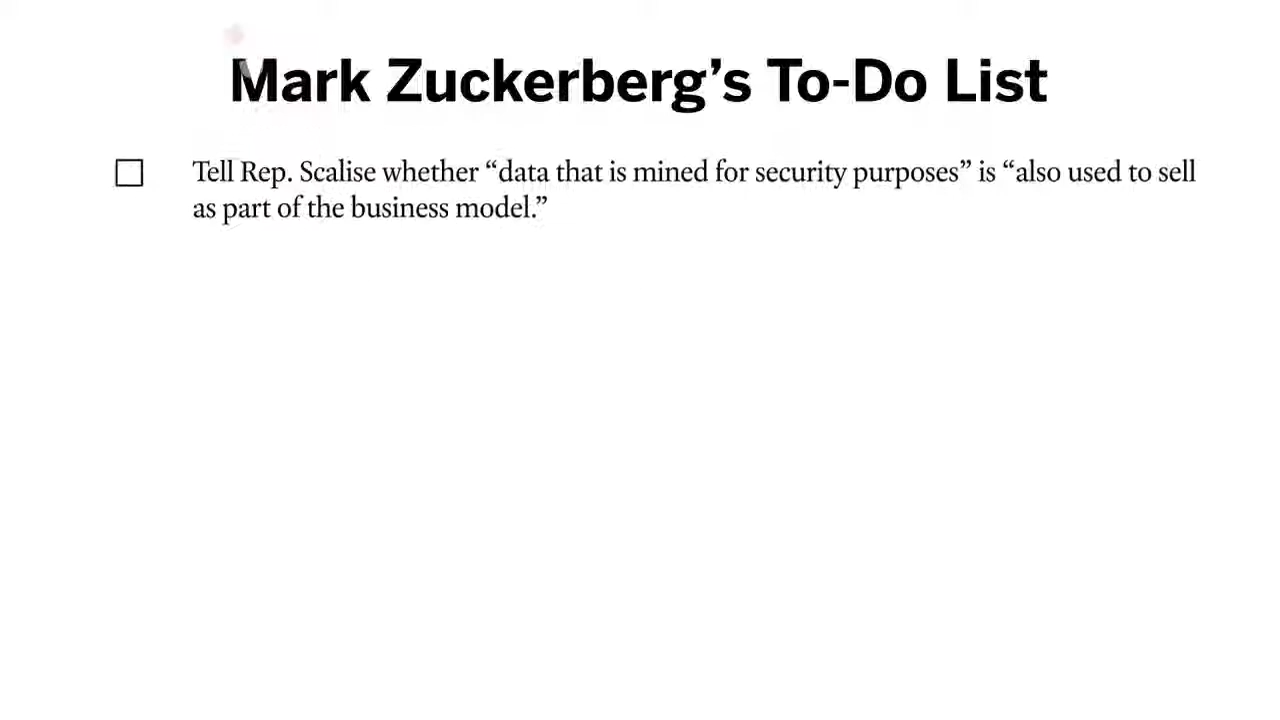 Mark Zuckerberg’s To-Do List
Tell Rep. Scalise whether “data that is mined for security purposes” is “also used to sell
as part of the business model.”